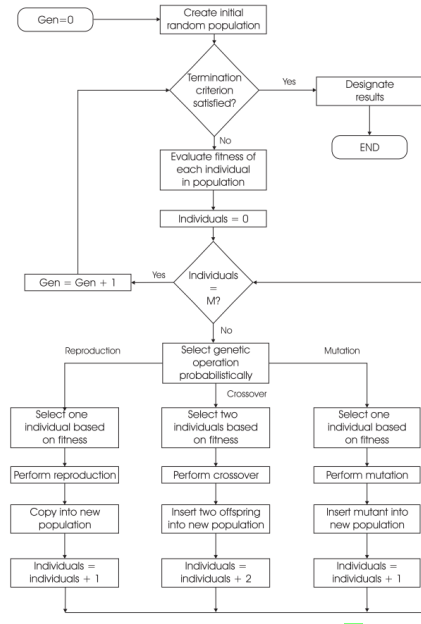 Gen=0
Create initial
random population
Termination
criterion
satisfied?
Yes
Designate
results
END
No
Evaluate fitness of
each individual
in population
Individuals = 0
Individuals
=
M?
Yes
Gen = Gen + 1
No
Select genetic
operation
probabilistically
Reproduction
Crossover
Mutation
Select one
individual based
on fitness
Perform reproduction
Copy into new
population
Individuals =
individuals + 1
Select two
individuals based
on fitness
Perform crossover
Insert two offspring
into new population
Individuals =
individuals + 2
Select one
individual based
on fitness
Perform mutation
Insert mutant into
new population
Individuals =
individuals + 1